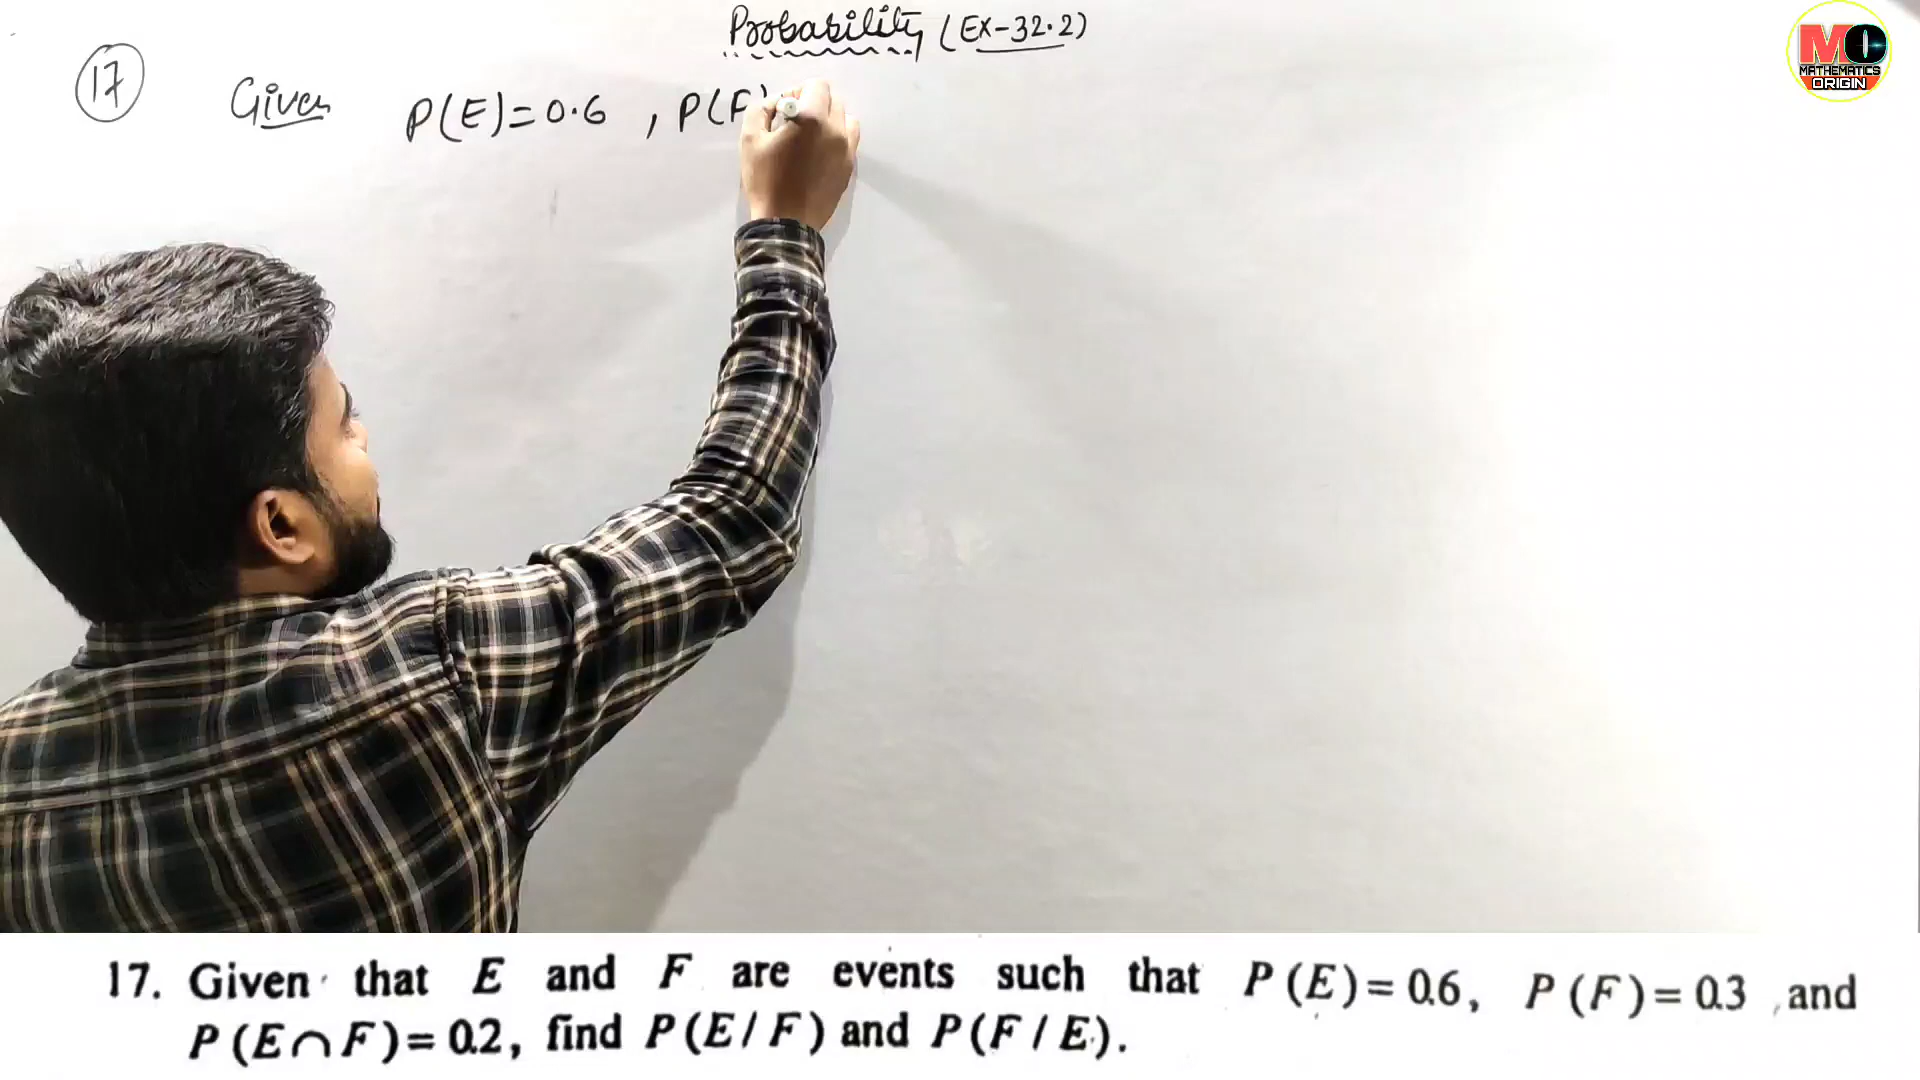 Probability (EX-32.2)
MO
MATHEMATICS
ORIGIN
17 Given P(E)=0.6 , P(F)
17. Given that E and F are events such that P (E)= 0.6, P (F)= 0.3 , and
P (E∩F)= 0.2, find P (E/F) and P (F/E).